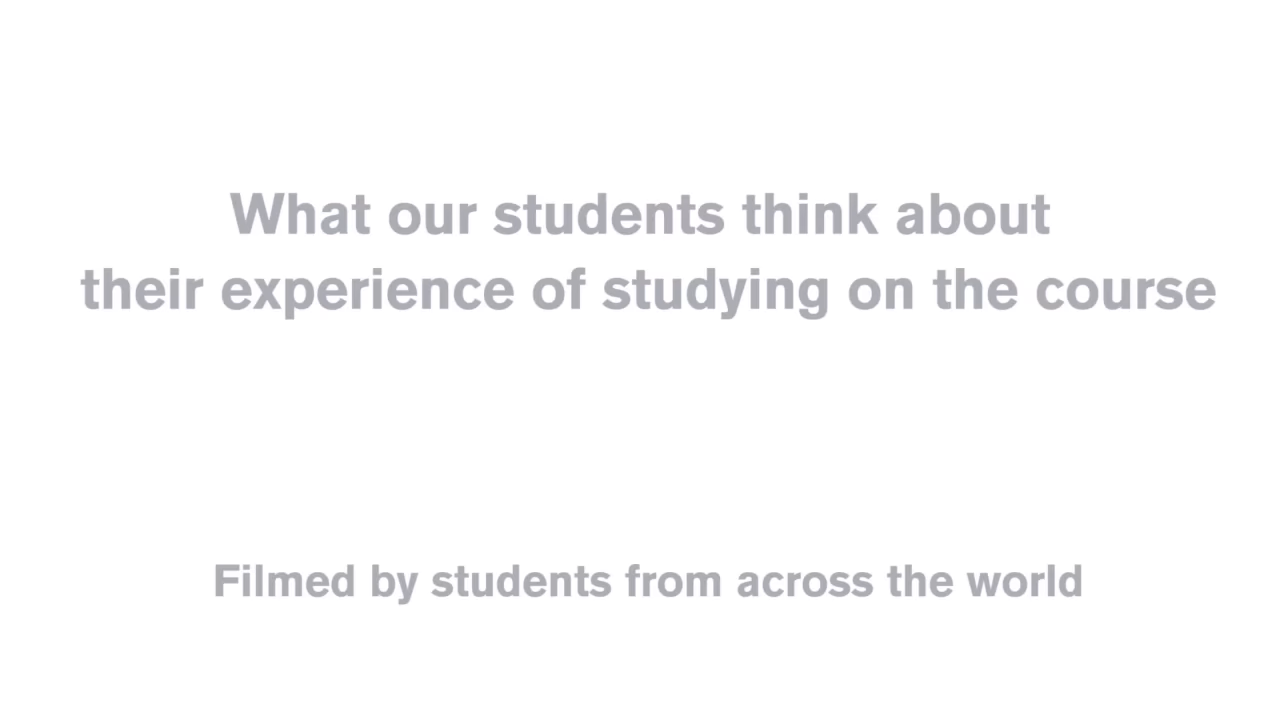 What our students think about
their experience of studying on the course
Filmed by students from across the world